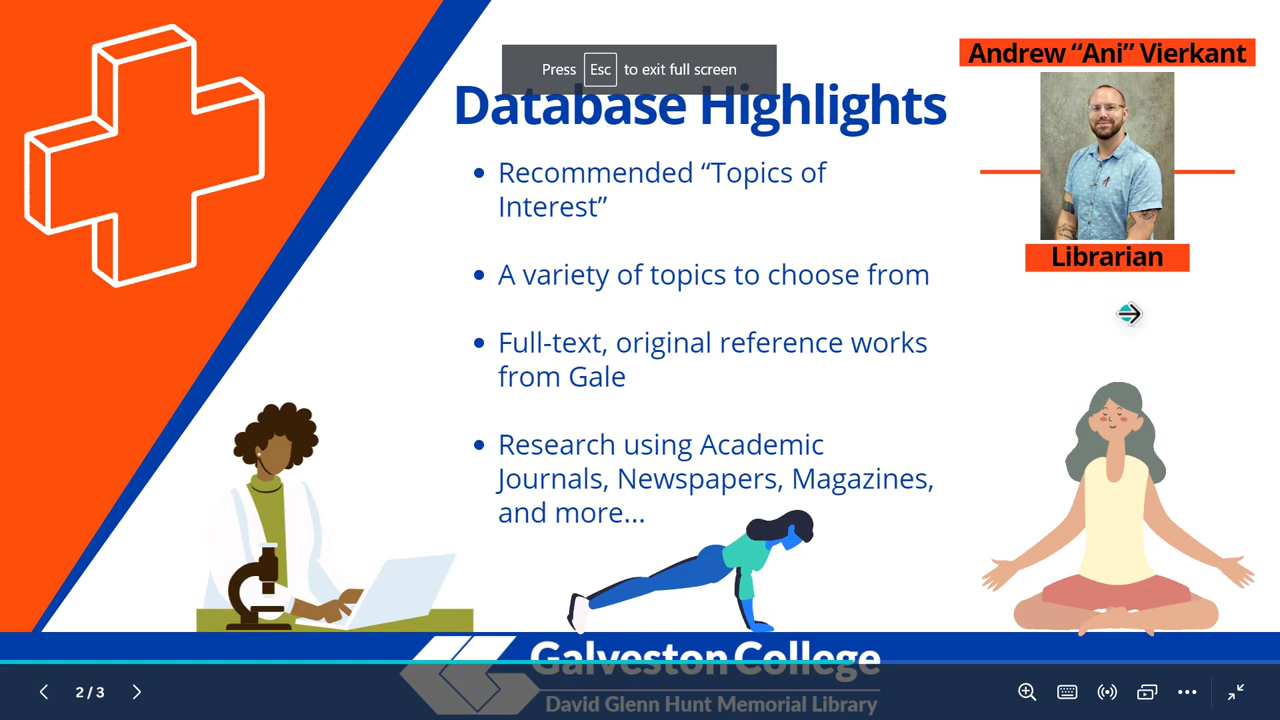 Press Esc to exit full screen
Database Highlights
• Recommended “Topics of
Interest”
• A variety of topics to choose from
• Full-text, original reference works
from Gale
• Research using Academic
Journals, Newspapers, Magazines,
and more...
Andrew “Ani” Vierkant
Librarian
Galveston College
David Glenn Hunt Memorial Library
2/3